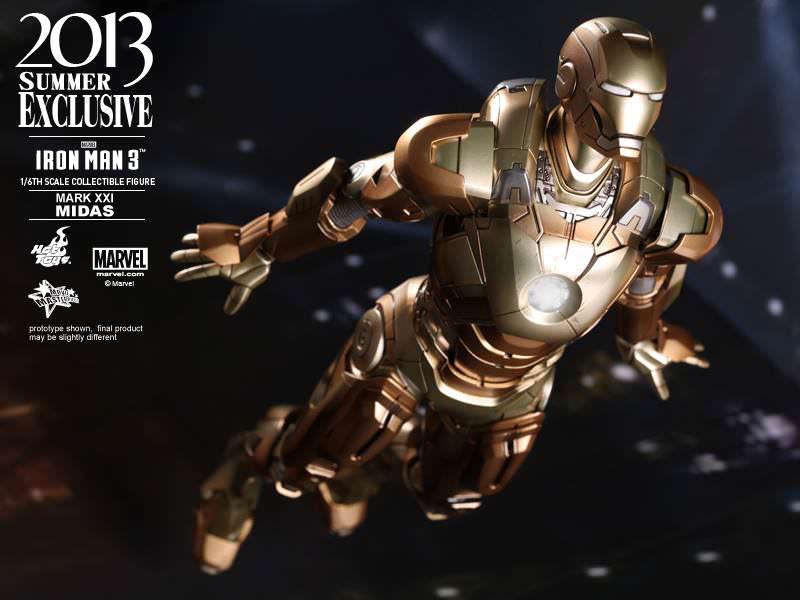 2013
SUMMER
EXCLUSIVE
MARVEL
IRON MAN 3™
1/6TH SCALE COLLECTIBLE FIGURE
MARK XXI
MIDAS
Hot Toys
MARVEL
marvel.com
© Marvel
MOVIE
MASTERPIECE
prototype shown, final product
may be slightly different